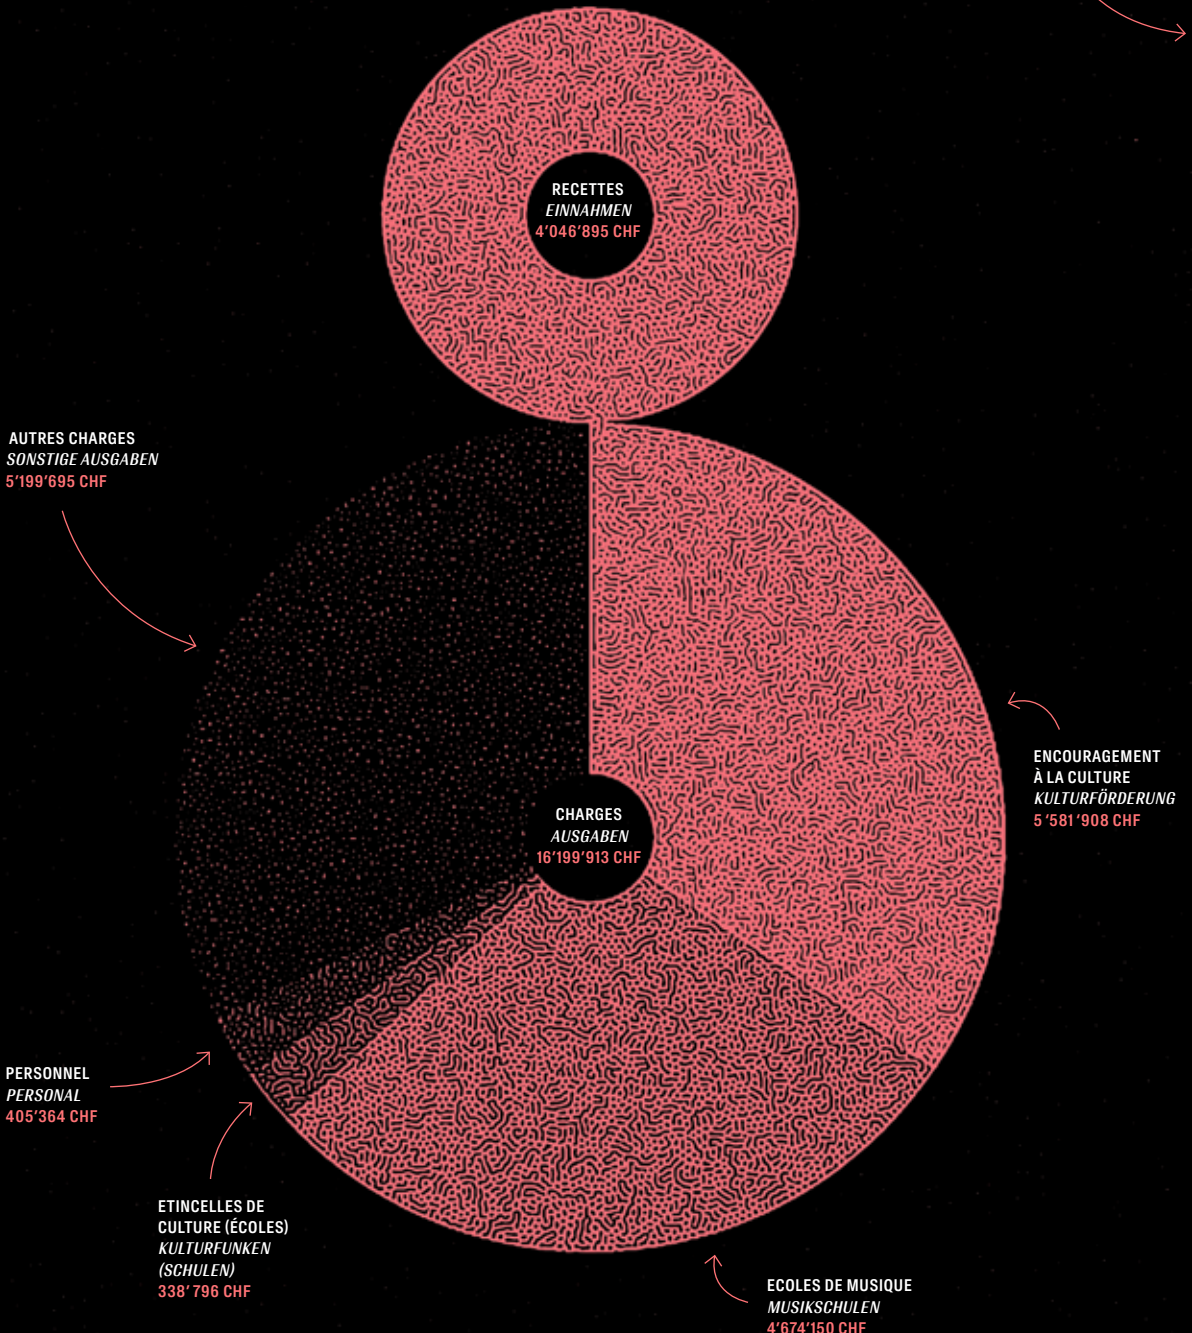 RECETTES
EINNAHMEN
4’046’895 CHF
AUTRES CHARGES
SONSTIGE AUSGABEN
5’199’695 CHF
ENCOURAGEMENT
À LA CULTURE
KULTURFÖRDERUNG
5’581’908 CHF
CHARGES
AUSGABEN
16’199’913 CHF
PERSONNEL
PERSONAL
405’364 CHF
ETINCELLES DE
CULTURE (ÉCOLES)
KULTURFUNKEN
(SCHULEN)
338’796 CHF
ECOLES DE MUSIQUE
MUSIKSCHULEN
4’674’150 CHF